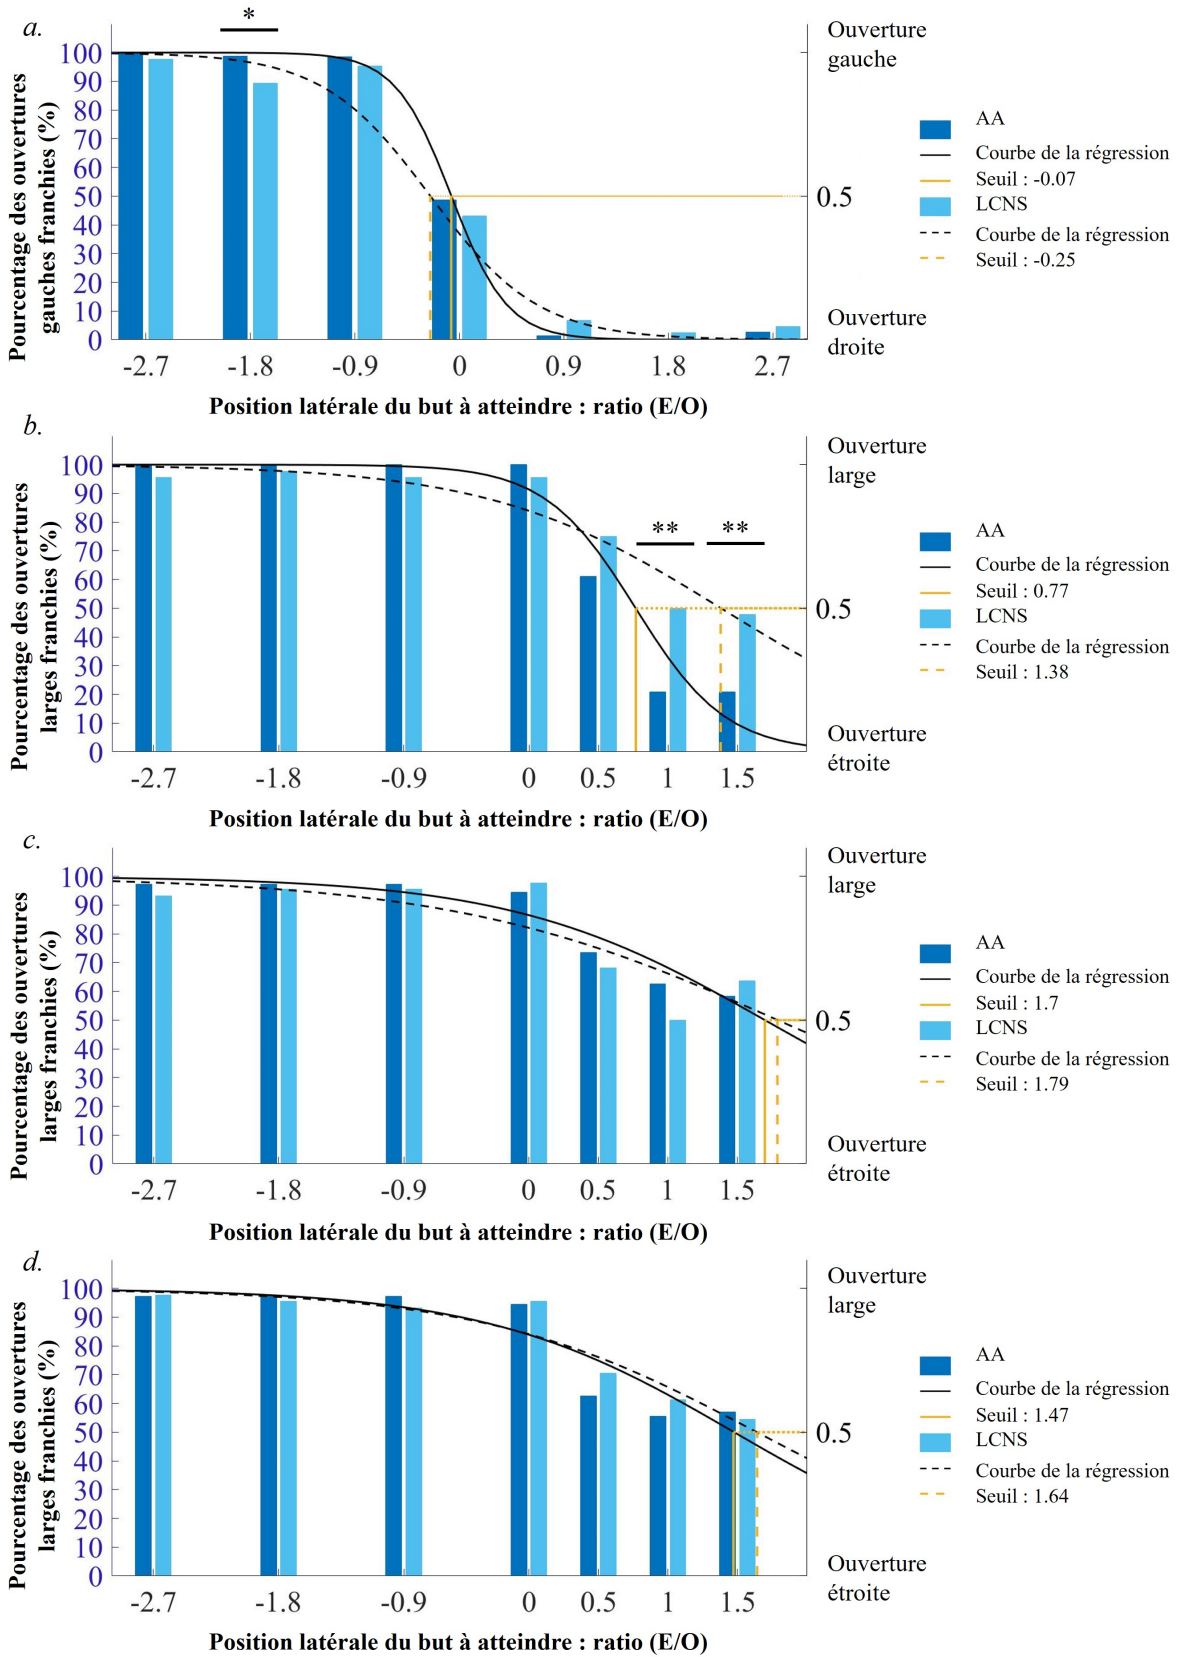 a.
*
Pourcentage des ouvertures
gauches franchies (%)
100
90
80
70
60
50
40
30
20
10
0
-2.7 -1.8 -0.9 0 0.9 1.8 2.7
Position latérale du but à atteindre : ratio (E/O)
Ouverture
gauche
0.5
Ouverture
droite
AA
Courbe de la régression
Seuil : -0.07
LCNS
Courbe de la régression
Seuil : -0.25
b.
** **
Pourcentage des ouvertures
larges franchies (%)
100
90
80
70
60
50
40
30
20
10
0
-2.7 -1.8 -0.9 0 0.5 1 1.5
Position latérale du but à atteindre : ratio (E/O)
Ouverture
large
0.5
Ouverture
étroite
AA
Courbe de la régression
Seuil : 0.77
LCNS
Courbe de la régression
Seuil : 1.38
c.
Pourcentage des ouvertures
larges franchies (%)
100
90
80
70
60
50
40
30
20
10
0
-2.7 -1.8 -0.9 0 0.5 1 1.5
Position latérale du but à atteindre : ratio (E/O)
Ouverture
large
0.5
Ouverture
étroite
AA
Courbe de la régression
Seuil : 1.7
LCNS
Courbe de la régression
Seuil : 1.79
d.
Pourcentage des ouvertures
larges franchies (%)
100
90
80
70
60
50
40
30
20
10
0
-2.7 -1.8 -0.9 0 0.5 1 1.5
Position latérale du but à atteindre : ratio (E/O)
Ouverture
large
0.5
Ouverture
étroite
AA
Courbe de la régression
Seuil : 1.47
LCNS
Courbe de la régression
Seuil : 1.64